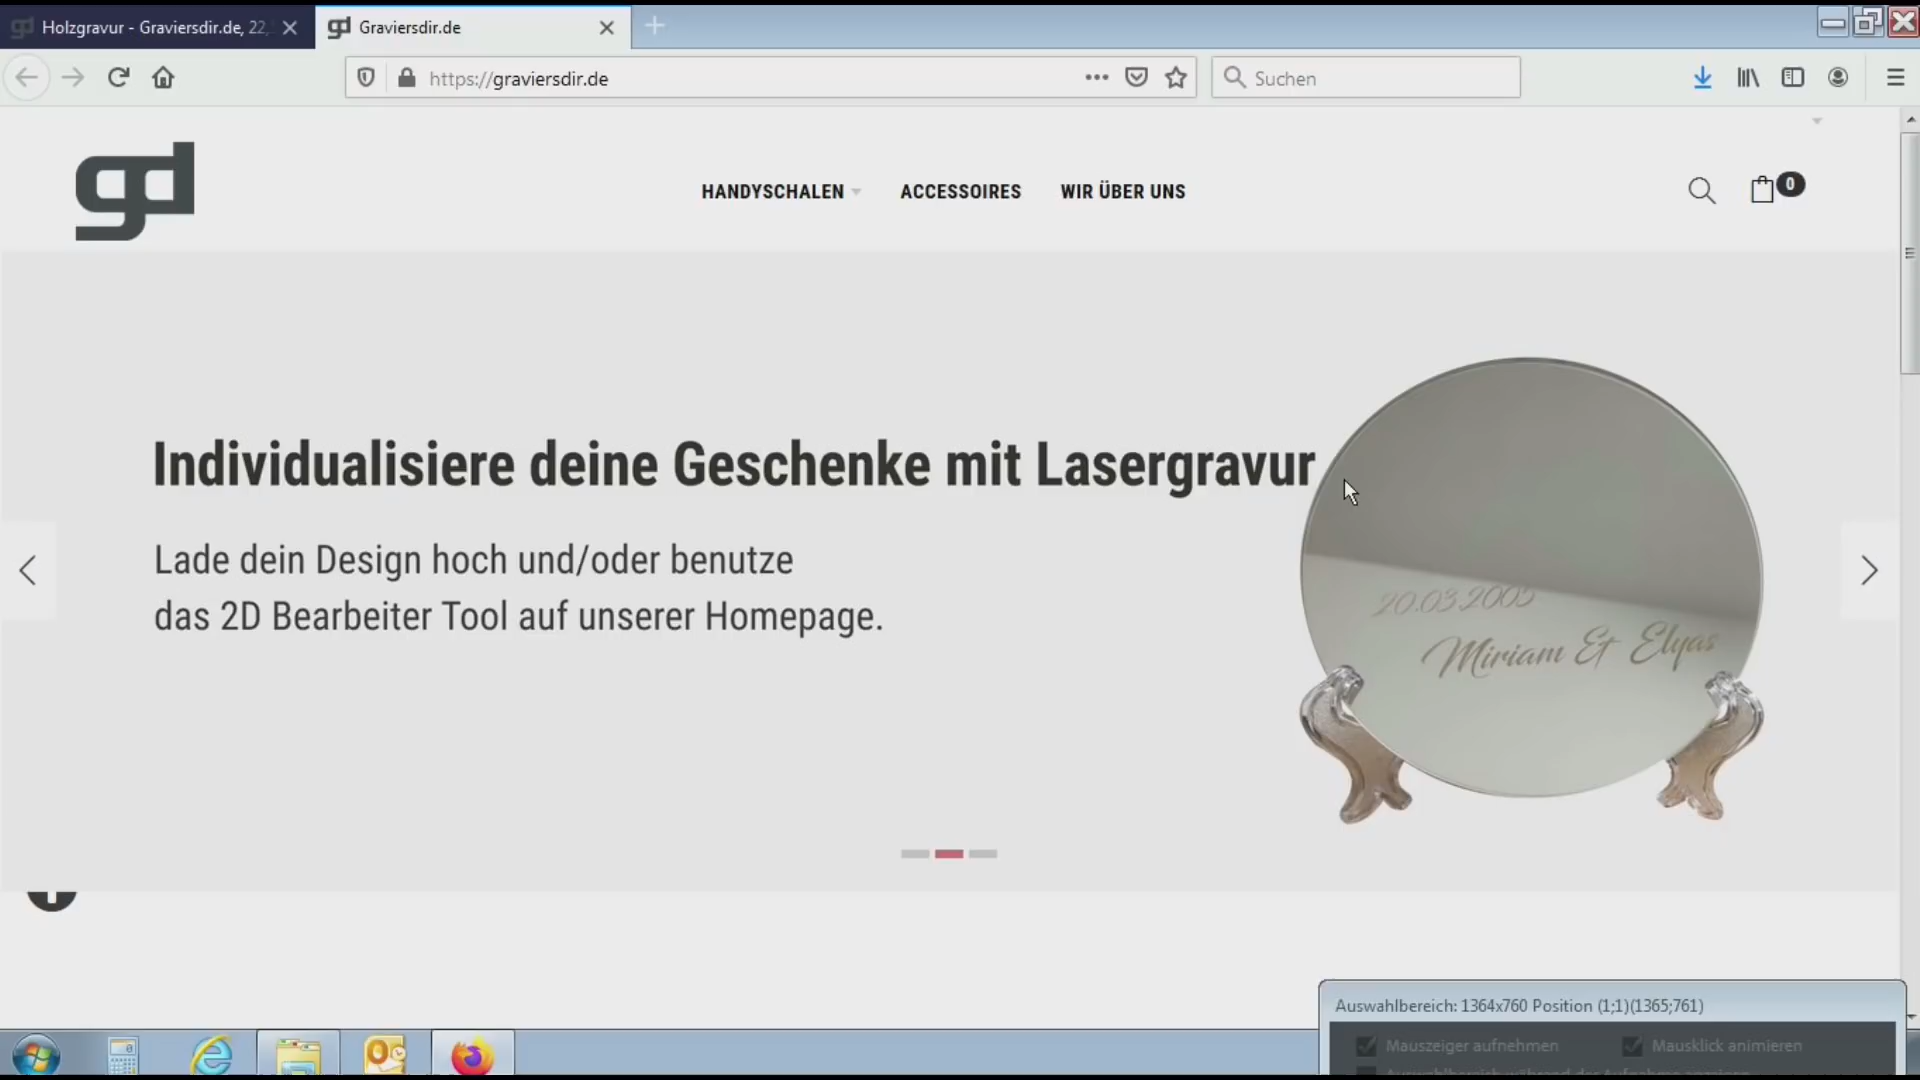 Holzgravur - Graviersdir.de, 22,
Graviersdir.de
https://graviersdir.de
Suchen
gd
HANDYSCHALEN
ACCESSOIRES
WIR ÜBER UNS
0
Individualisiere deine Geschenke mit Lasergravur
Lade dein Design hoch und/oder benutze
das 2D Bearbeiter Tool auf unserer Homepage.
20.03.2005
Miriam & Elyas
Auswahlbereich: 1364x760 Position (1;1)(1365;761)
Mauszeiger aufnehmen
Mausklick animieren